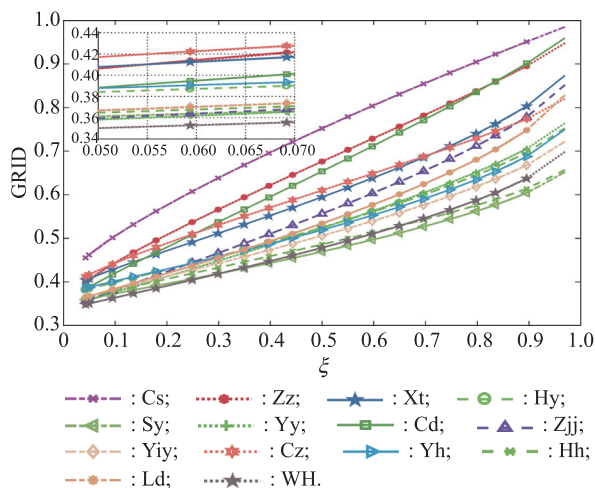 1.0
0.9
0.8
0.7
0.6
0.5
0.4
0.3
GRID
0.44
0.42
0.40
0.38
0.36
0.34
0.050 0.055 0.060 0.065 0.070
0 0.1 0.2 0.3 0.4 0.5 0.6 0.7 0.8 0.9 1.0
ξ
: Cs; : Zz; : Xt; : Hy;
: Sy; : Yy; : Cd; : Zjj;
: Yiy; : Cz; : Yh; : Hh;
: Ld; : WH.